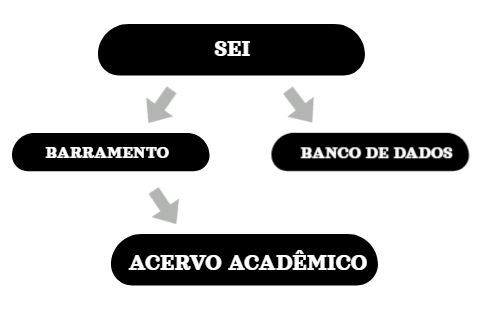 SEI
BARRAMENTO
BANCO DE DADOS
ACERVO ACADÊMICO